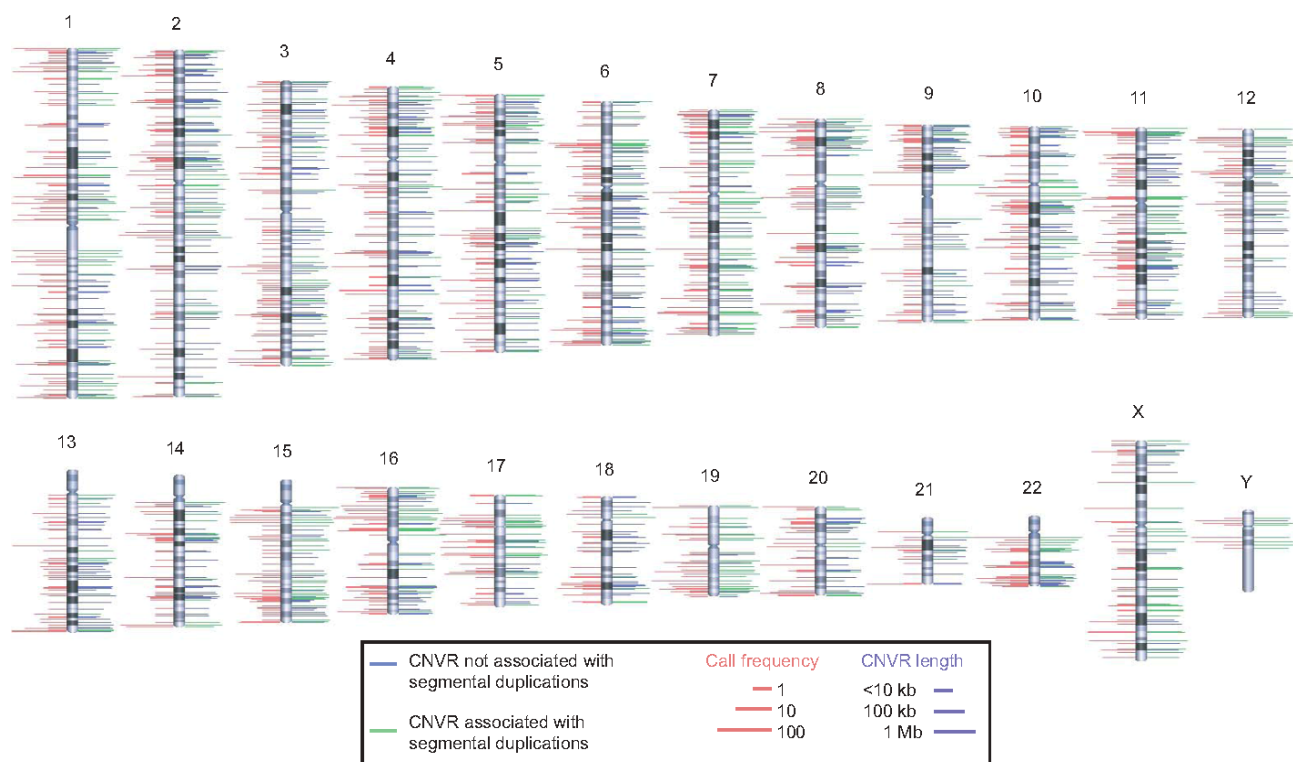 1 2 3 4 5 6 7 8 9 10 11 12
13 14 15 16 17 18 19 20 21 22 X Y
CNVR not associated with
segmental duplications
CNVR associated with
segmental duplications
Call frequency
1
10
100
CNVR length
<10 kb
100 kb
1 Mb